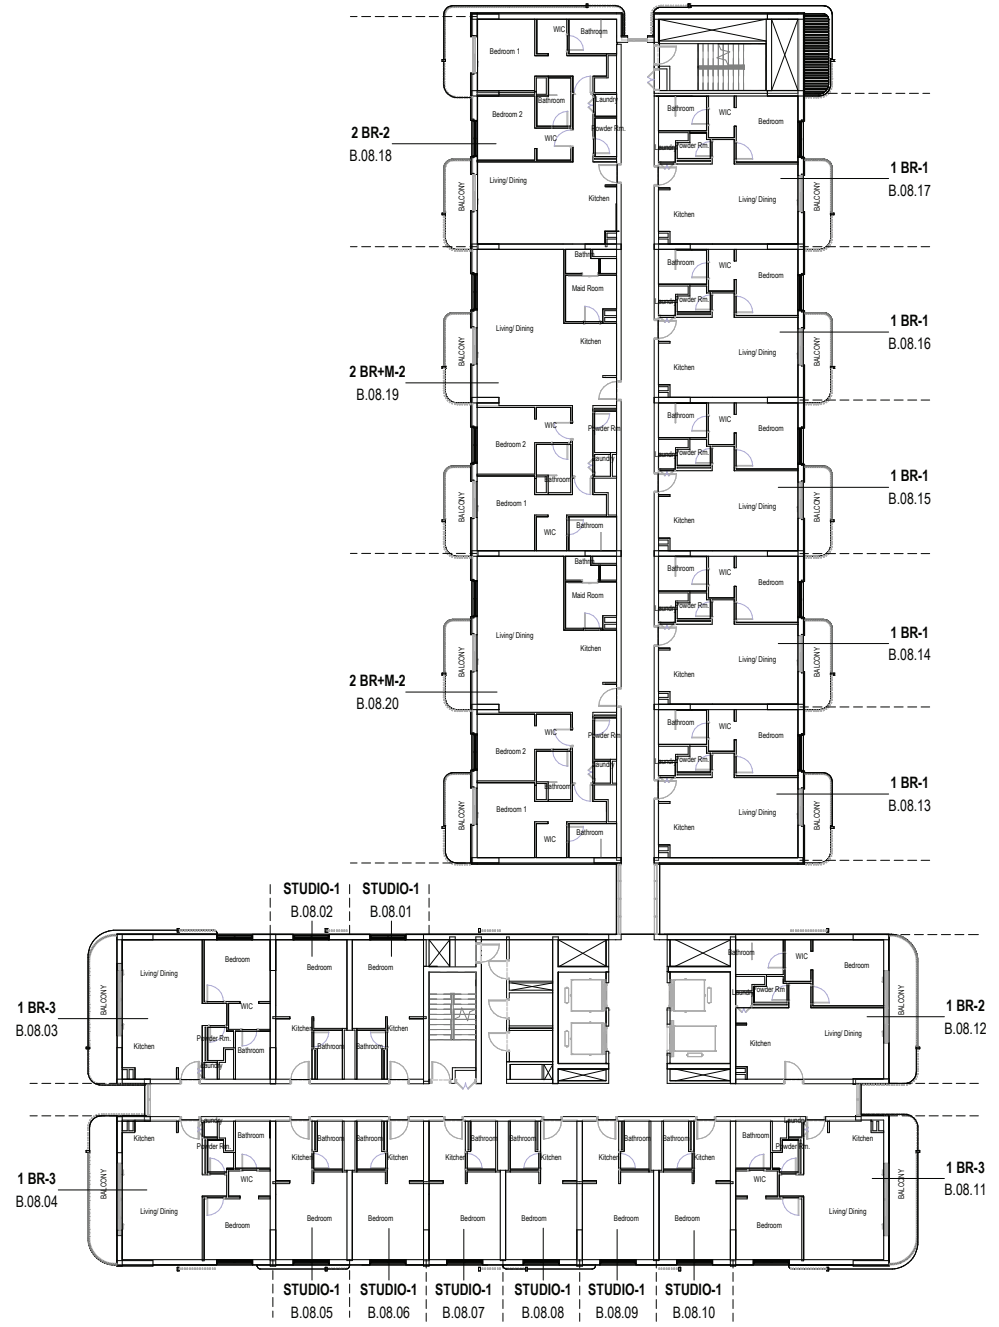 WIC
Bathroom
Bedroom 1
Bathroom
Laundry
Bedroom 2
Powder Rm.
WIC
2 BR-2
B.08.18
Living/ Dining
BALCONY
Kitchen
Bathroom
WIC
Bedroom
Laundry
Powder Rm.
1 BR-1
B.08.17
Living/ Dining
BALCONY
Kitchen
Bathroom
Maid Room
Living/ Dining
Kitchen
BALCONY
2 BR+M-2
B.08.19
WIC
Powder Rm
Bedroom 2
Laundry
Bathroom
Bedroom 1
BALCONY
WIC
Bathroom
Bathroom
WIC
Bedroom
Laundry
Powder Rm.
1 BR-1
B.08.16
Living/ Dining
BALCONY
Kitchen
Bathroom
WIC
Bedroom
Laundry
Powder Rm.
1 BR-1
B.08.15
Living/ Dining
BALCONY
Kitchen
Bathroom
Maid Room
Living/ Dining
Kitchen
BALCONY
2 BR+M-2
B.08.20
WIC
Powder Rm
Bedroom 2
Laundry
Bathroom
Bedroom 1
BALCONY
WIC
Bathroom
Bathroom
WIC
Bedroom
Laundry
Powder Rm.
1 BR-1
B.08.14
Living/ Dining
BALCONY
Kitchen
Bathroom
WIC
Bedroom
Laundry
Powder Rm.
1 BR-1
B.08.13
Living/ Dining
BALCONY
Kitchen
STUDIO-1
B.08.02
STUDIO-1
B.08.01
Living/ Dining
Bedroom
BALCONY
WIC
1 BR-3
B.08.03
Kitchen
Powder Rm.
Bathroom
Laundry
Bedroom
Kitchen
Bathroom
Bedroom
Kitchen
Bathroom
Bathroom
WIC
Bedroom
Laundry
Powder Rm.
BALCONY
1 BR-2
B.08.12
Living/ Dining
Kitchen
Laundry
Kitchen
Powder Rm.
Bathroom
WIC
BALCONY
1 BR-3
B.08.04
Living/ Dining
Bedroom
Bathroom
Kitchen
Bedroom
Bathroom
Kitchen
Bedroom
Bathroom
Kitchen
Bedroom
Bathroom
Kitchen
Bedroom
Bathroom
Kitchen
Bedroom
Bathroom
Kitchen
Bedroom
Bathroom
Laundry
Powder Rm.
Kitchen
WIC
BALCONY
1 BR-3
B.08.11
Bedroom
Living/ Dining
STUDIO-1
B.08.05
STUDIO-1
B.08.06
STUDIO-1
B.08.07
STUDIO-1
B.08.08
STUDIO-1
B.08.09
STUDIO-1
B.08.10